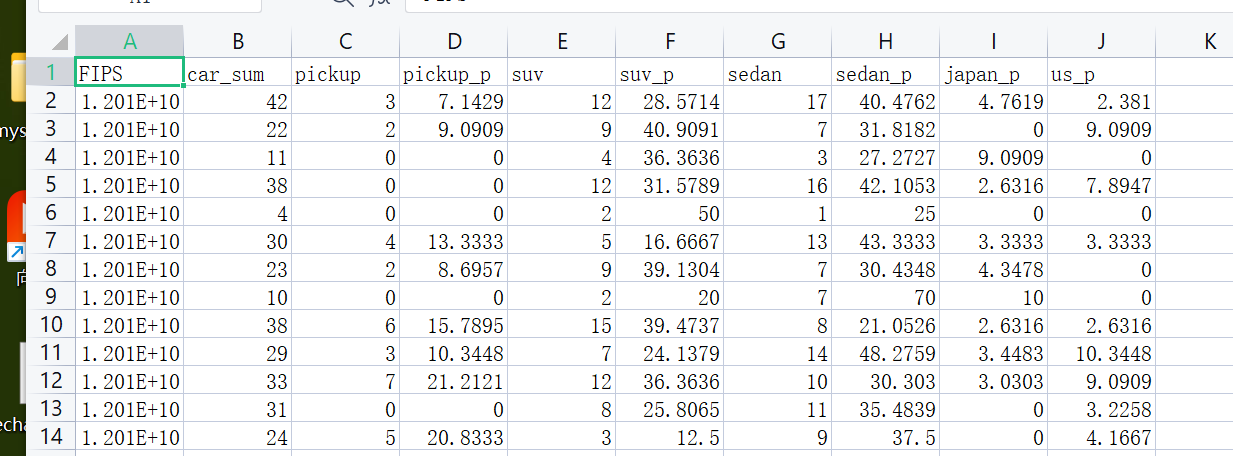 A B C D E F G H I J K
1 FIPS car_sum pickup pickup_p suv suv_p sedan sedan_p japan_p us_p
2 1.201E+10 42 3 7.1429 12 28.5714 17 40.4762 4.7619 2.381
3 1.201E+10 22 2 9.0909 9 40.9091 7 31.8182 0 9.0909
4 1.201E+10 11 0 0 4 36.3636 3 27.2727 9.0909 0
5 1.201E+10 38 0 0 12 31.5789 16 42.1053 2.6316 7.8947
6 1.201E+10 4 0 0 2 50 1 25 0 0
7 1.201E+10 30 4 13.3333 5 16.6667 13 43.3333 3.3333 3.3333
8 1.201E+10 23 2 8.6957 9 39.1304 7 30.4348 4.3478 0
9 1.201E+10 10 0 0 2 20 7 70 10 0
10 1.201E+10 38 6 15.7895 15 39.4737 8 21.0526 2.6316 2.6316
11 1.201E+10 29 3 10.3448 7 24.1379 14 48.2759 3.4483 10.3448
12 1.201E+10 33 7 21.2121 12 36.3636 10 30.303 3.0303 9.0909
13 1.201E+10 31 0 0 8 25.8065 11 35.4839 0 3.2258
14 1.201E+10 24 5 20.8333 3 12.5 9 37.5 0 4.1667